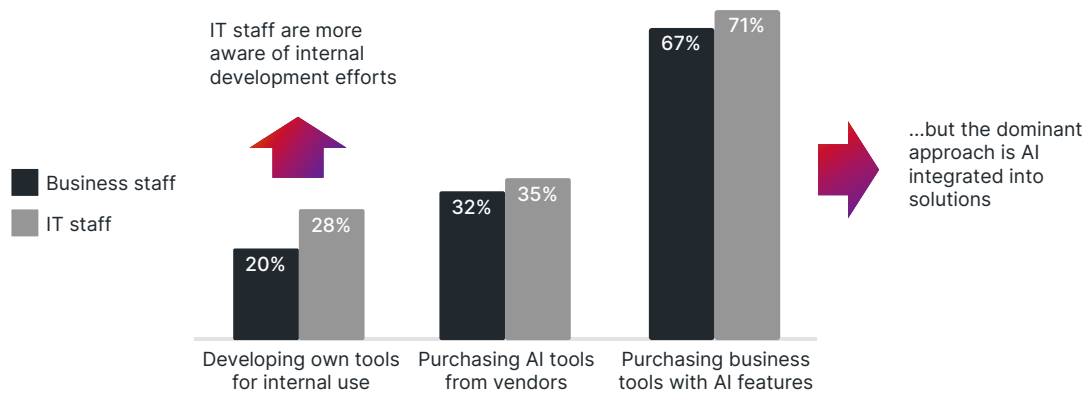 IT staff are more
aware of internal
development efforts
71%
67%
...but the dominant
approach is AI
integrated into
solutions
Business staff
IT staff
35%
32%
28%
20%
Developing own tools
for internal use
Purchasing AI tools
from vendors
Purchasing business
tools with AI features